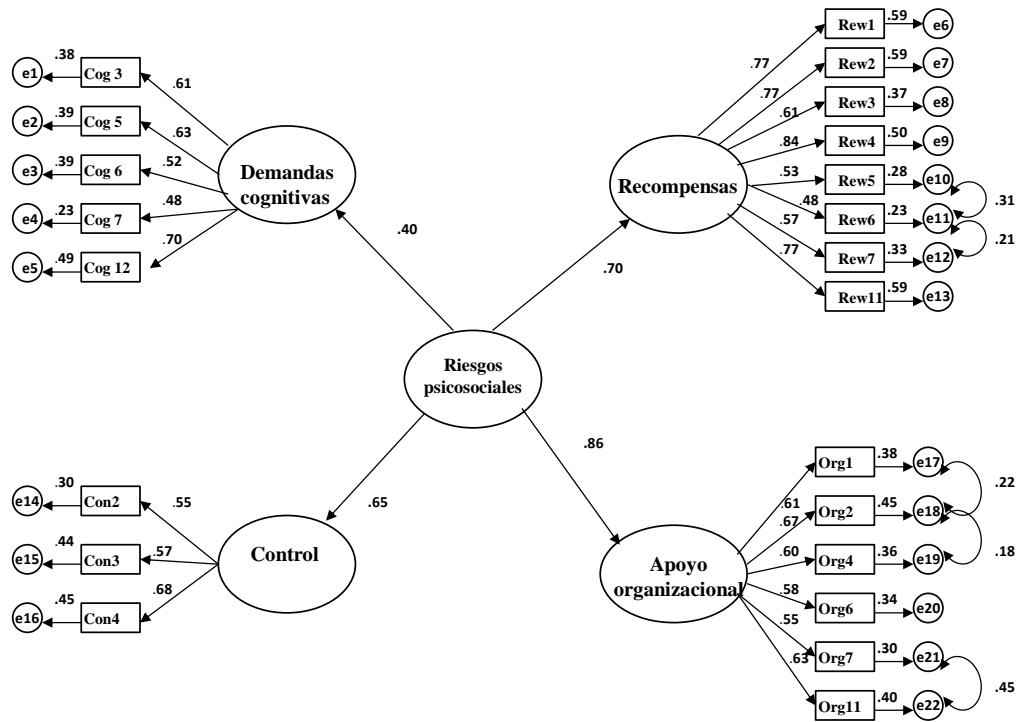 e1 .38 Cog 3 .61
e2 .39 Cog 5 .63
e3 .39 Cog 6 .52
e4 .23 Cog 7 .48
e5 .49 Cog 12 .70
Demandas
cognitivas
.40
Rew1 .59 e6
.77
Rew2 .59 e7
.77
Rew3 .37 e8
.61
Rew4 .50 e9
.84
Rew5 .28 e10
.53
.31
Rew6 .23 e11
.48
.21
Rew7 .33 e12
.57
Rew11 .59 e13
.77
Recompensas
.70
Riesgos
psicosociales
.65
.86
e14 .30 Con2 .55
e15 .44 Con3 .57
e16 .45 Con4 .68
Control
Apoyo
organizacional
.61 Org1 .38 e17
.22
.67 Org2 .45 e18
.18
.60 Org4 .36 e19
.58 Org6 .34 e20
.55 Org7 .30 e21
.45
.63 Org11 .40 e22